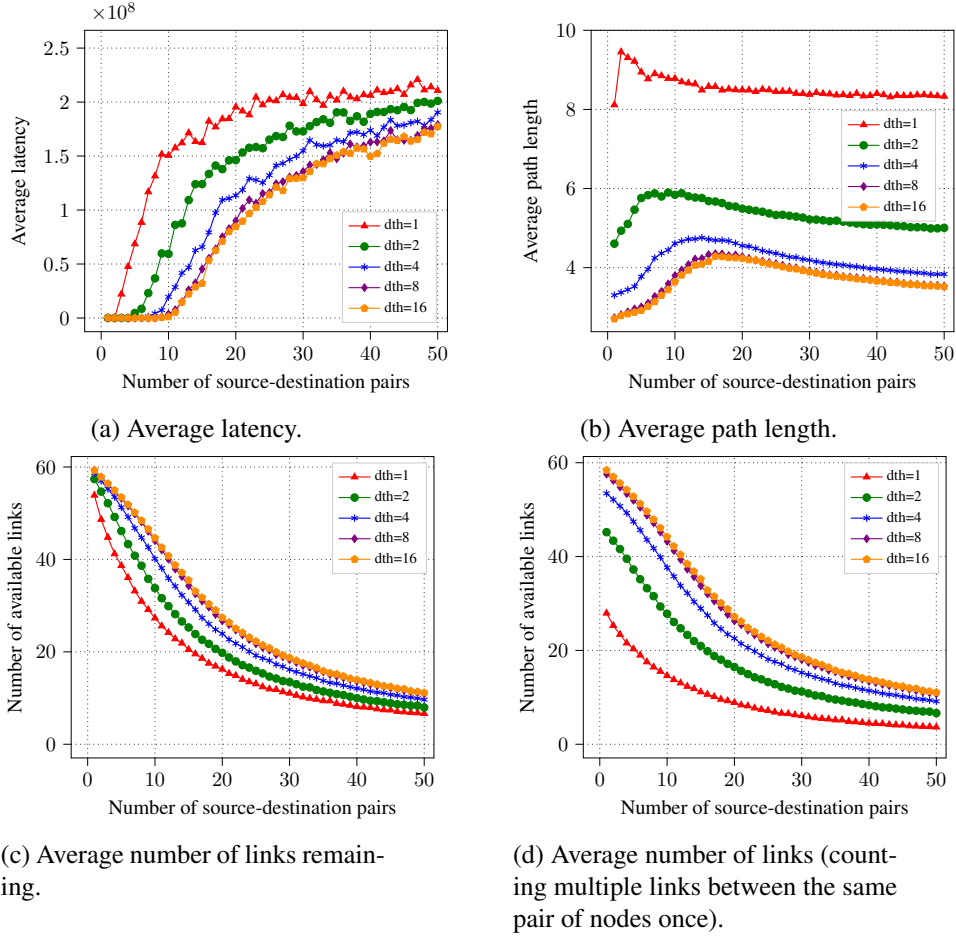 ×10⁸
2.5
2
1.5
1
0.5
0
0 10 20 30 40 50
Average latency
Number of source-destination pairs
dth=1
dth=2
dth=4
dth=8
dth=16
(a) Average latency.
10
8
6
4
0 10 20 30 40 50
Average path length
Number of source-destination pairs
dth=1
dth=2
dth=4
dth=8
dth=16
(b) Average path length.
60
40
20
0
0 10 20 30 40 50
Number of available links
Number of source-destination pairs
dth=1
dth=2
dth=4
dth=8
dth=16
(c) Average number of links remain-
ing.
60
40
20
0
0 10 20 30 40 50
Number of available links
Number of source-destination pairs
dth=1
dth=2
dth=4
dth=8
dth=16
(d) Average number of links (count-
ing multiple links between the same
pair of nodes once).